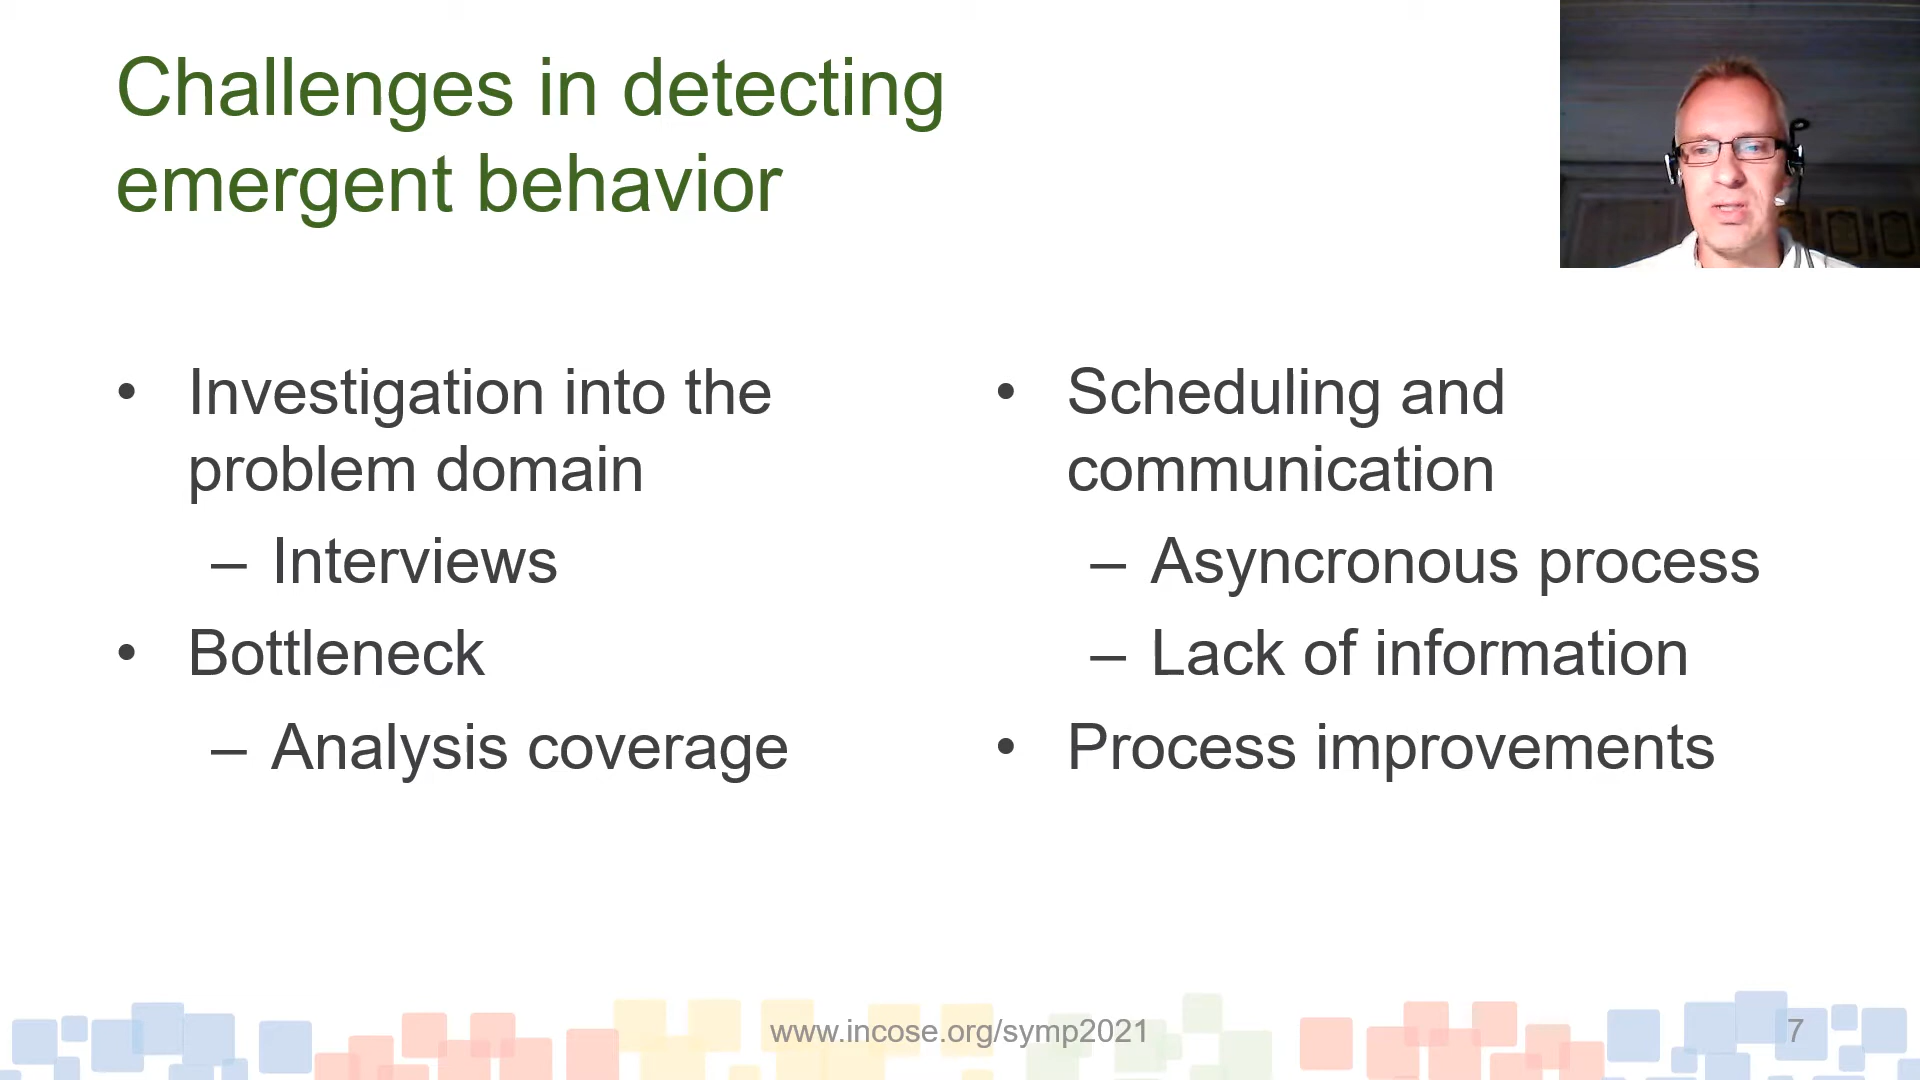 Challenges in detecting
emergent behavior
• Investigation into the
problem domain
– Interviews
• Bottleneck
– Analysis coverage
• Scheduling and
communication
– Asyncronous process
– Lack of information
• Process improvements
www.incose.org/symp2021
7